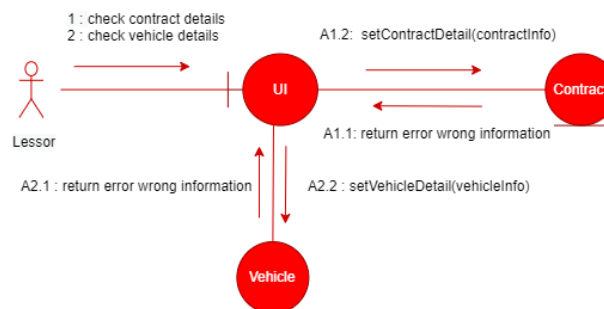 1 : check contract details
2 : check vehicle details
A1.2: setContractDetail(contractInfo)
UI
Contract
Lessor
A1.1: return error wrong information
A2.1 : return error wrong information
A2.2 : setVehicleDetail(vehicleInfo)
Vehicle